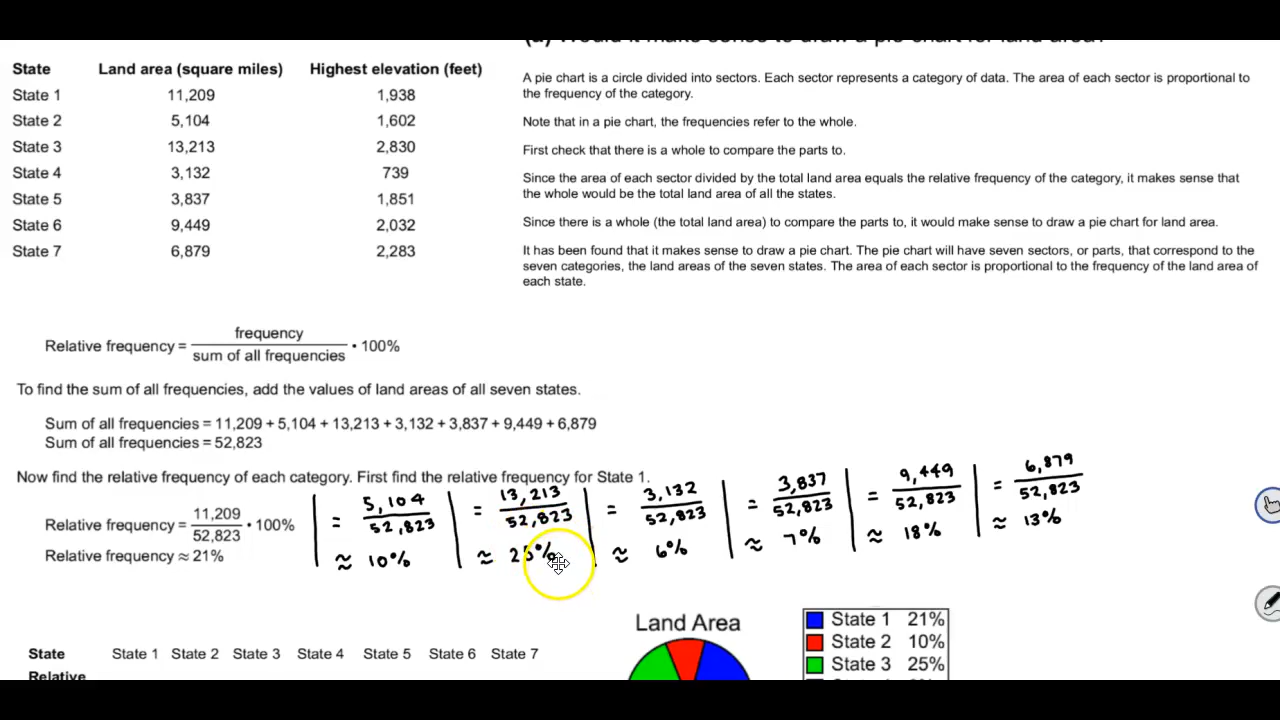 (a) Would it make sense to draw a pie chart for land area?
State Land area (square miles) Highest elevation (feet)
State 1 11,209 1,938
State 2 5,104 1,602
State 3 13,213 2,830
State 4 3,132 739
State 5 3,837 1,851
State 6 9,449 2,032
State 7 6,879 2,283
A pie chart is a circle divided into sectors. Each sector represents a category of data. The area of each sector is proportional to
the frequency of the category.
Note that in a pie chart, the frequencies refer to the whole.
First check that there is a whole to compare the parts to.
Since the area of each sector divided by the total land area equals the relative frequency of the category, it makes sense that
the whole would be the total land area of all the states.
Since there is a whole (the total land area) to compare the parts to, it would make sense to draw a pie chart for land area.
It has been found that it makes sense to draw a pie chart. The pie chart will have seven sectors, or parts, that correspond to the
seven categories, the land areas of the seven states. The area of each sector is proportional to the frequency of the land area of
each state.
frequency
Relative frequency = • 100%
sum of all frequencies
To find the sum of all frequencies, add the values of land areas of all seven states.
Sum of all frequencies = 11,209 + 5,104 + 13,213 + 3,132 + 3,837 + 9,449 + 6,879
Sum of all frequencies = 52,823
Now find the relative frequency of each category. First find the relative frequency for State 1.
11,209
Relative frequency = • 100%
52,823
Relative frequency ≈ 21%
5,104
=
52,823
≈ 10%
13,213
=
52,823
≈ 25%
3,132
=
52,823
≈ 6%
3,837
=
52,823
≈ 7%
9,449
=
52,823
≈ 18%
6,879
=
52,823
≈ 13%
State State 1 State 2 State 3 State 4 State 5 State 6 State 7
Relative
Land Area
State 1 21%
State 2 10%
State 3 25%